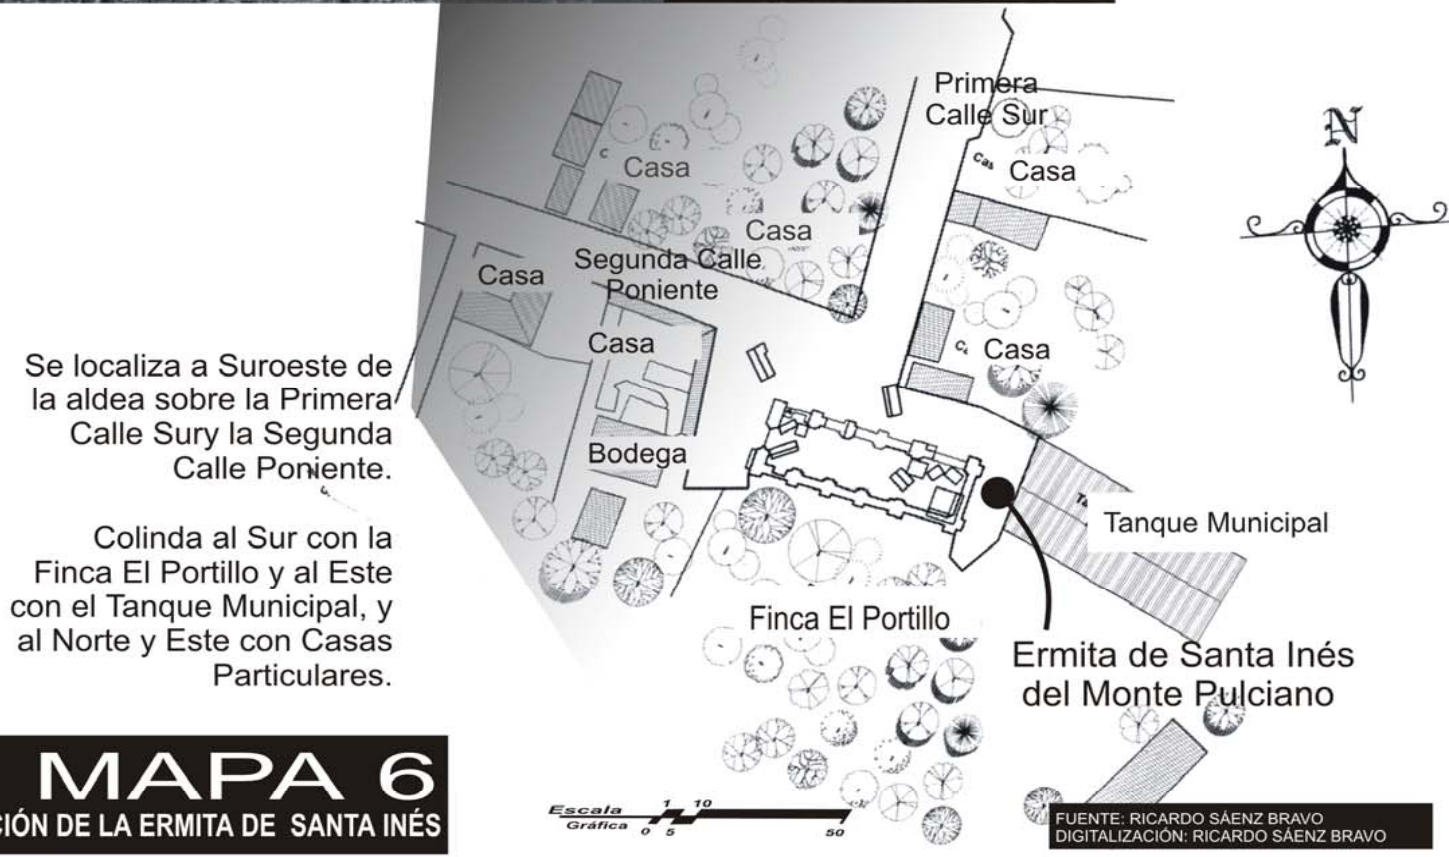 Primera
Calle Sur
N
Casa
Casa
Casa
Segunda Calle
Poniente
Casa
Casa
Casa
Bodega
Se localiza a Suroeste de
la aldea sobre la Primera
Calle Sury la Segunda
Calle Poniente.
Colinda al Sur con la
Finca El Portillo y al Este
con el Tanque Municipal, y
al Norte y Este con Casas
Particulares.
Tanque Municipal
Finca El Portillo
Ermita de Santa Inés
del Monte Pulciano
MAPA 6
CIÓN DE LA ERMITA DE SANTA INÉS
Escala
Gráfica
1 10
0 5 50
FUENTE: RICARDO SÁENZ BRAVO
DIGITALIZACIÓN: RICARDO SÁENZ BRAVO